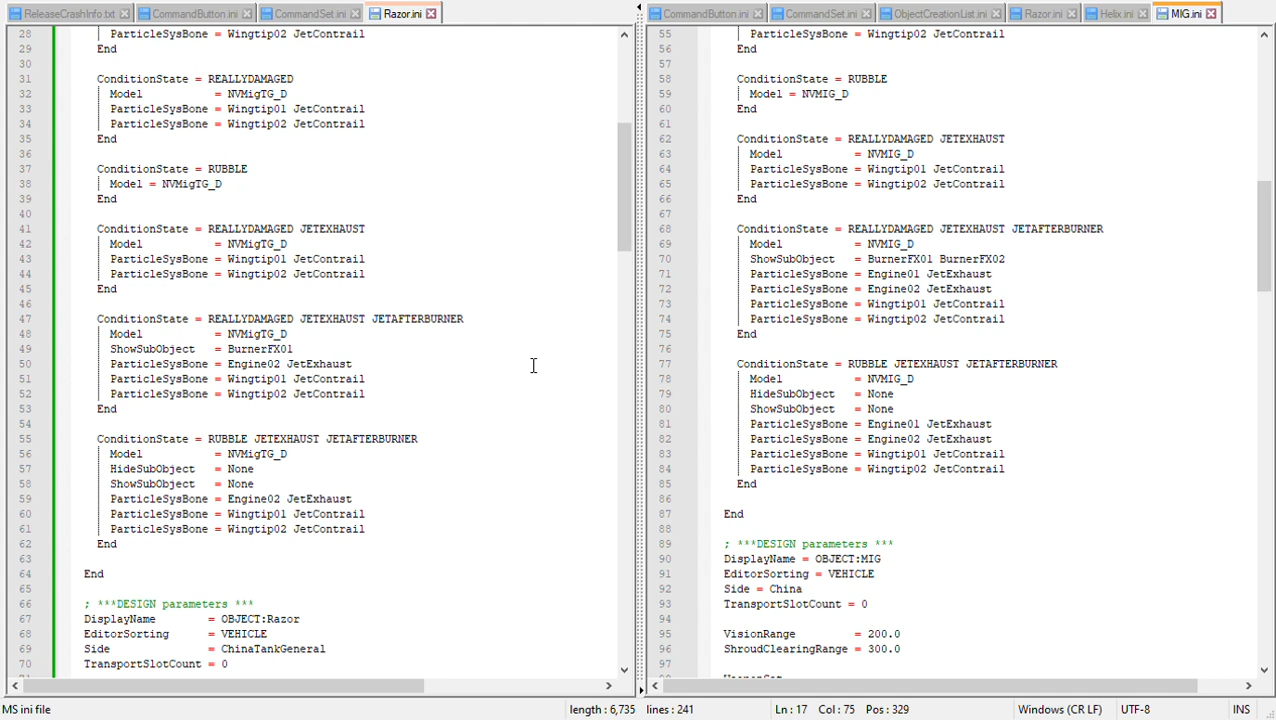 ReleaseCrashInfo.txt CommandButton.ini CommandSet.ini Razor.ini
28 ParticleSysBone = Wingtip02 JetContrail
29 End
30
31 ConditionState = REALLYDAMAGED
32 Model = NVMigTG_D
33 ParticleSysBone = Wingtip01 JetContrail
34 ParticleSysBone = Wingtip02 JetContrail
35 End
36
37 ConditionState = RUBBLE
38 Model = NVMigTG_D
39 End
40
41 ConditionState = REALLYDAMAGED JETEXHAUST
42 Model = NVMigTG_D
43 ParticleSysBone = Wingtip01 JetContrail
44 ParticleSysBone = Wingtip02 JetContrail
45 End
46
47 ConditionState = REALLYDAMAGED JETEXHAUST JETAFTERBURNER
48 Model = NVMigTG_D
49 ShowSubObject = BurnerFX01
50 ParticleSysBone = Engine02 JetExhaust
51 ParticleSysBone = Wingtip01 JetContrail
52 ParticleSysBone = Wingtip02 JetContrail
53 End
54
55 ConditionState = RUBBLE JETEXHAUST JETAFTERBURNER
56 Model = NVMigTG_D
57 HideSubObject = None
58 ShowSubObject = None
59 ParticleSysBone = Engine02 JetExhaust
60 ParticleSysBone = Wingtip01 JetContrail
61 ParticleSysBone = Wingtip02 JetContrail
62 End
63
64 End
65
66 ; ***DESIGN parameters ***
67 DisplayName = OBJECT:Razor
68 EditorSorting = VEHICLE
69 Side = ChinaTankGeneral
70 TransportSlotCount = 0
CommandButton.ini CommandSet.ini ObjectCreationList.ini Razor.ini Helix.ini MIG.ini
55 ParticleSysBone = Wingtip02 JetContrail
56 End
57
58 ConditionState = RUBBLE
59 Model = NVMIG_D
60 End
61
62 ConditionState = REALLYDAMAGED JETEXHAUST
63 Model = NVMIG_D
64 ParticleSysBone = Wingtip01 JetContrail
65 ParticleSysBone = Wingtip02 JetContrail
66 End
67
68 ConditionState = REALLYDAMAGED JETEXHAUST JETAFTERBURNER
69 Model = NVMIG_D
70 ShowSubObject = BurnerFX01 BurnerFX02
71 ParticleSysBone = Engine01 JetExhaust
72 ParticleSysBone = Engine02 JetExhaust
73 ParticleSysBone = Wingtip01 JetContrail
74 ParticleSysBone = Wingtip02 JetContrail
75 End
76
77 ConditionState = RUBBLE JETEXHAUST JETAFTERBURNER
78 Model = NVMIG_D
79 HideSubObject = None
80 ShowSubObject = None
81 ParticleSysBone = Engine01 JetExhaust
82 ParticleSysBone = Engine02 JetExhaust
83 ParticleSysBone = Wingtip01 JetContrail
84 ParticleSysBone = Wingtip02 JetContrail
85 End
86
87 End
88
89 ; ***DESIGN parameters ***
90 DisplayName = OBJECT:MIG
91 EditorSorting = VEHICLE
92 Side = China
93 TransportSlotCount = 0
94
95 VisionRange = 200.0
96 ShroudClearingRange = 300.0
97
MS ini file length : 6,735 lines : 241 Ln : 17 Col : 75 Pos : 329 Windows (CR LF) UTF-8 INS